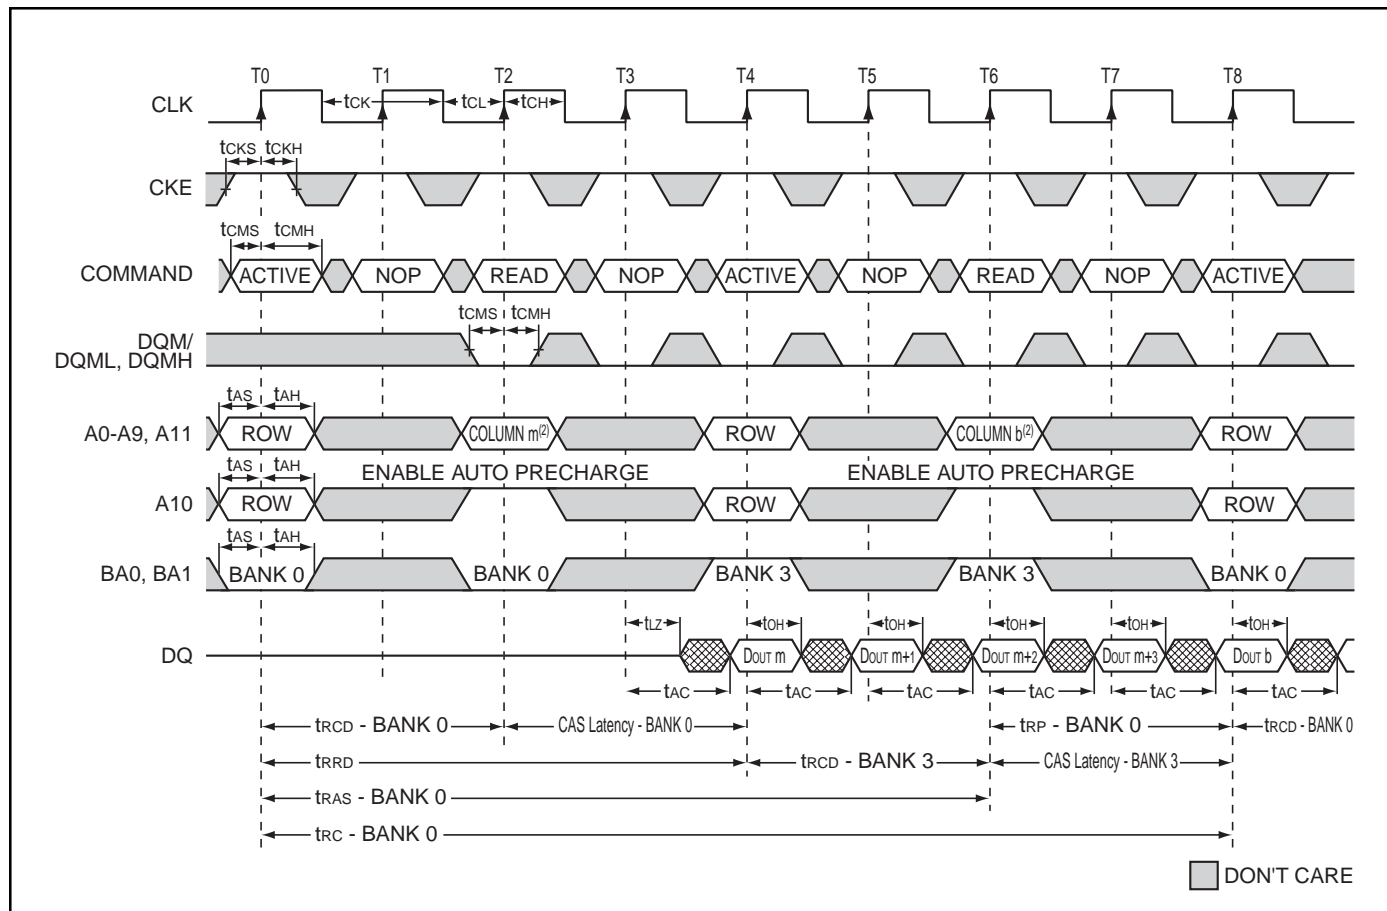 T0 T1 T2 T3 T4 T5 T6 T7 T8
CLK tCK tCL tCH
tCKS tCKH
CKE
tCMS tCMH
COMMAND ACTIVE NOP READ NOP ACTIVE NOP READ NOP ACTIVE
tCMS tCMH
DQM/
DQML, DQMH
tAS tAH
A0-A9, A11 ROW COLUMN m(2) ROW COLUMN b(2) ROW
tAS tAH ENABLE AUTO PRECHARGE ENABLE AUTO PRECHARGE
A10 ROW ROW ROW
tAS tAH
BA0, BA1 BANK 0 BANK 0 BANK 3 BANK 3 BANK 0
tLZ tOH tOH tOH tOH tOH
DQ DOUT m DOUT m+1 DOUT m+2 DOUT m+3 DOUT b
tAC tAC tAC tAC tAC tAC
tRCD - BANK 0 CAS Latency - BANK 0 tRP - BANK 0 tRCD - BANK 0
tRRD tRCD - BANK 3 CAS Latency - BANK 3
tRAS - BANK 0
tRC - BANK 0
DON'T CARE